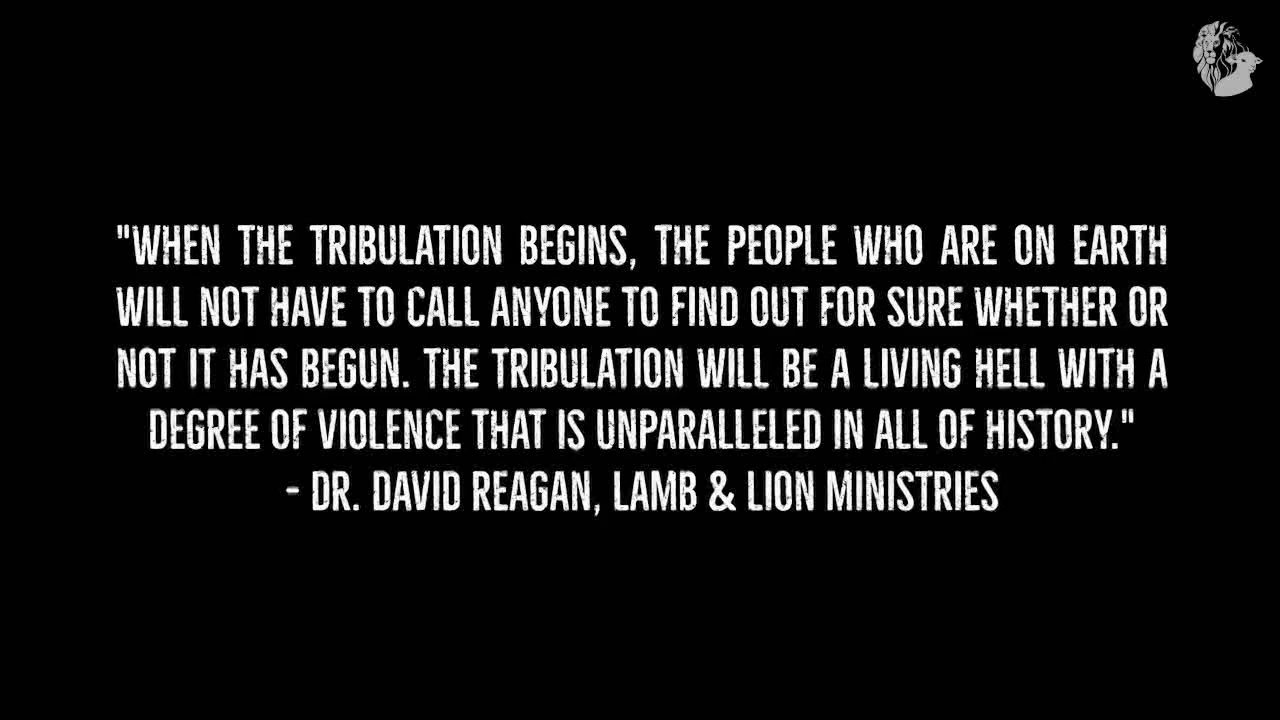 "WHEN THE TRIBULATION BEGINS, THE PEOPLE WHO ARE ON EARTH
WILL NOT HAVE TO CALL ANYONE TO FIND OUT FOR SURE WHETHER OR
NOT IT HAS BEGUN. THE TRIBULATION WILL BE A LIVING HELL WITH A
DEGREE OF VIOLENCE THAT IS UNPARALLELED IN ALL OF HISTORY."
- DR. DAVID REAGAN, LAMB & LION MINISTRIES